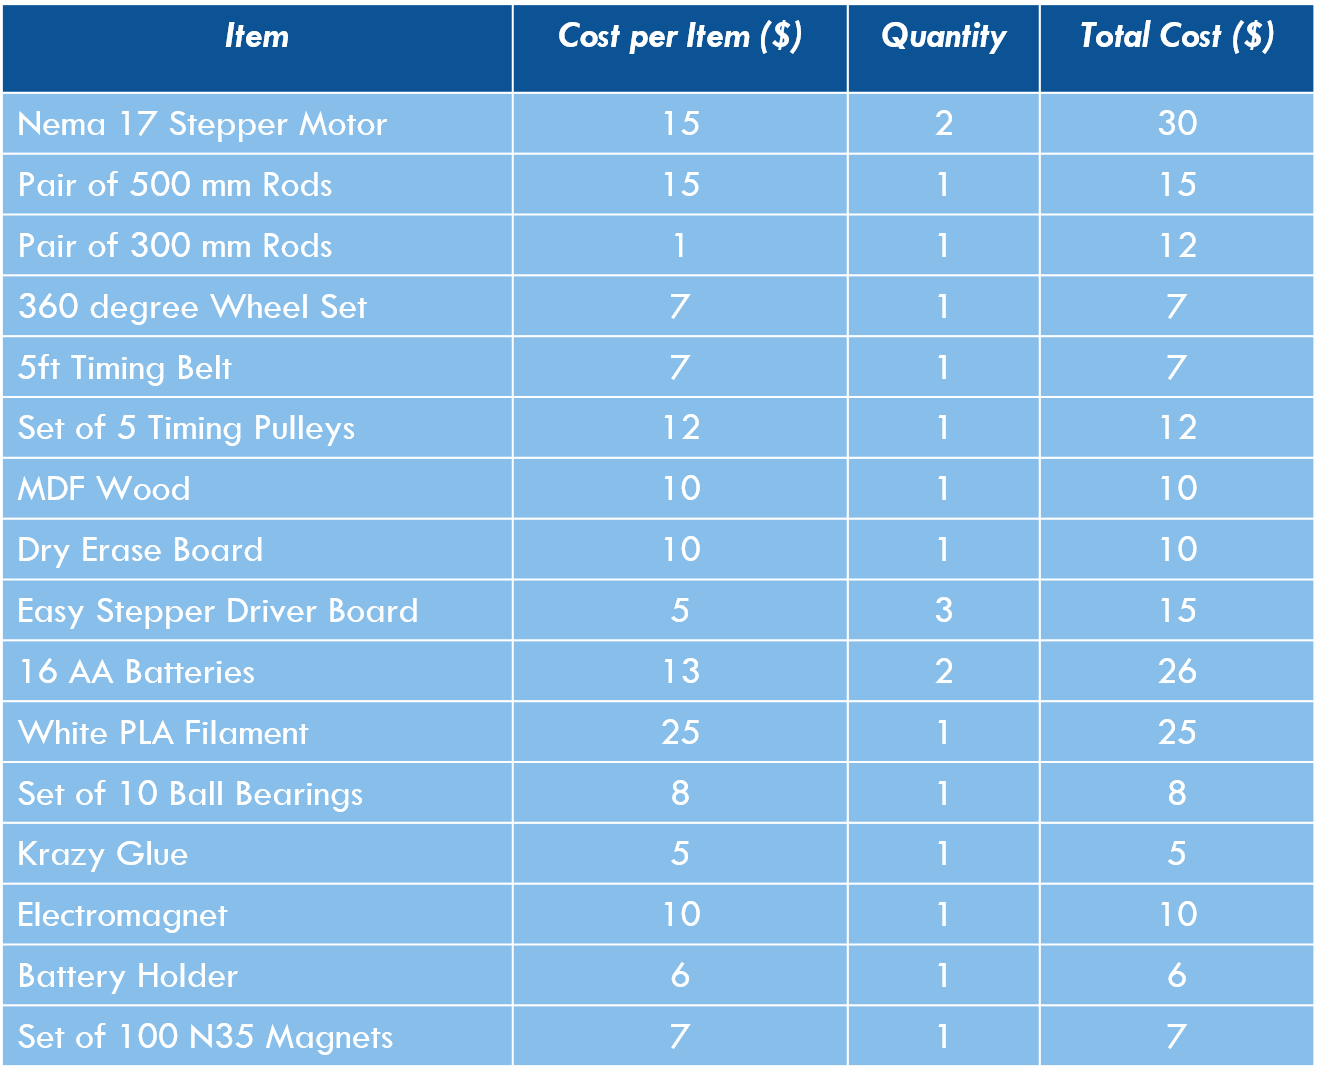 Item Cost per Item ($) Quantity Total Cost ($)
Nema 17 Stepper Motor 15 2 30
Pair of 500 mm Rods 15 1 15
Pair of 300 mm Rods 1 1 12
360 degree Wheel Set 7 1 7
5ft Timing Belt 7 1 7
Set of 5 Timing Pulleys 12 1 12
MDF Wood 10 1 10
Dry Erase Board 10 1 10
Easy Stepper Driver Board 5 3 15
16 AA Batteries 13 2 26
White PLA Filament 25 1 25
Set of 10 Ball Bearings 8 1 8
Krazy Glue 5 1 5
Electromagnet 10 1 10
Battery Holder 6 1 6
Set of 100 N35 Magnets 7 1 7